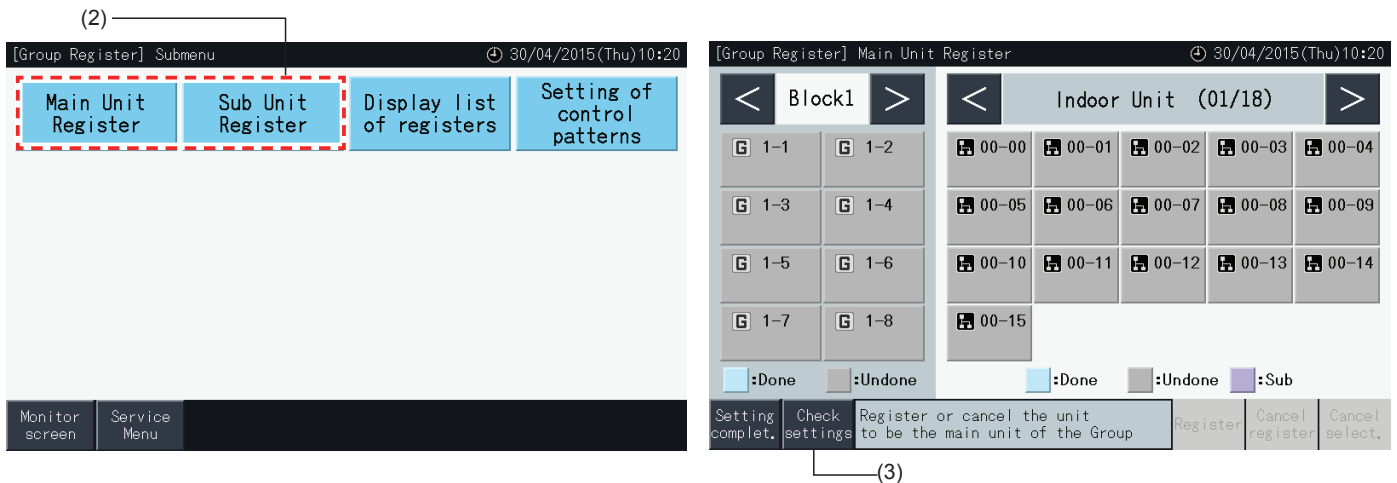 (2)
[Group Register] Submenu 30/04/2015(Thu)10:20
Main Unit
Register
Sub Unit
Register
Display list
of registers
Setting of
control
patterns
Monitor
screen
Service
Menu
[Group Register] Main Unit Register 30/04/2015(Thu)10:20
< Block1 >
G 1-1 G 1-2
G 1-3 G 1-4
G 1-5 G 1-6
G 1-7 G 1-8
:Done :Undone
< Indoor Unit (01/18) >
00-00 00-01 00-02 00-03 00-04
00-05 00-06 00-07 00-08 00-09
00-10 00-11 00-12 00-13 00-14
00-15
:Done :Undone :Sub
Setting
complet.
Check
settings
Register or cancel the unit
to be the main unit of the Group
Register
Cancel
register
Cancel
select.
(3)